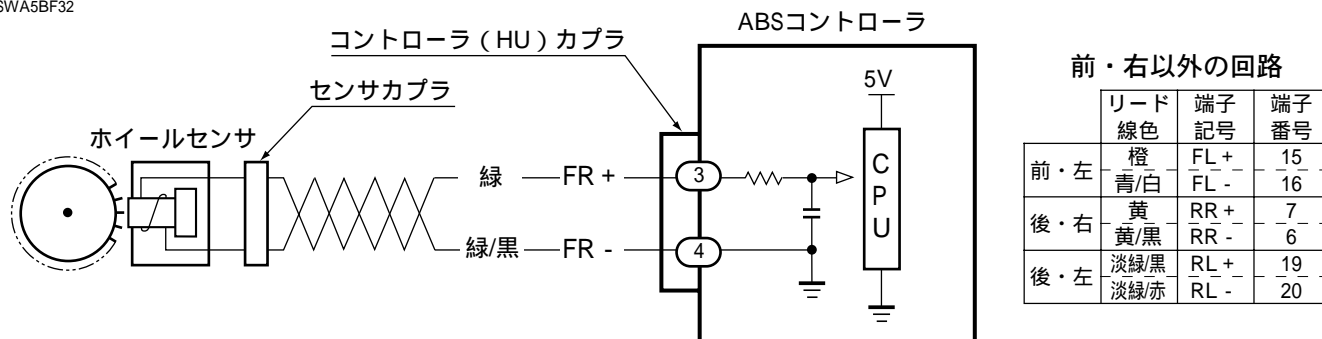 SWA5BF32
ABSコントローラ
コントローラ（HU）カプラ
センサカプラ
ホイールセンサ
緑 FR +
緑/黒 FR -
3
4
5V
CPU
前・右以外の回路
リード線色 端子記号 端子番号
前・左 橙 FL + 15
青/白 FL - 16
後・右 黄 RR + 7
黄/黒 RR - 6
後・左 淡緑/黒 RL + 19
淡緑/赤 RL - 20